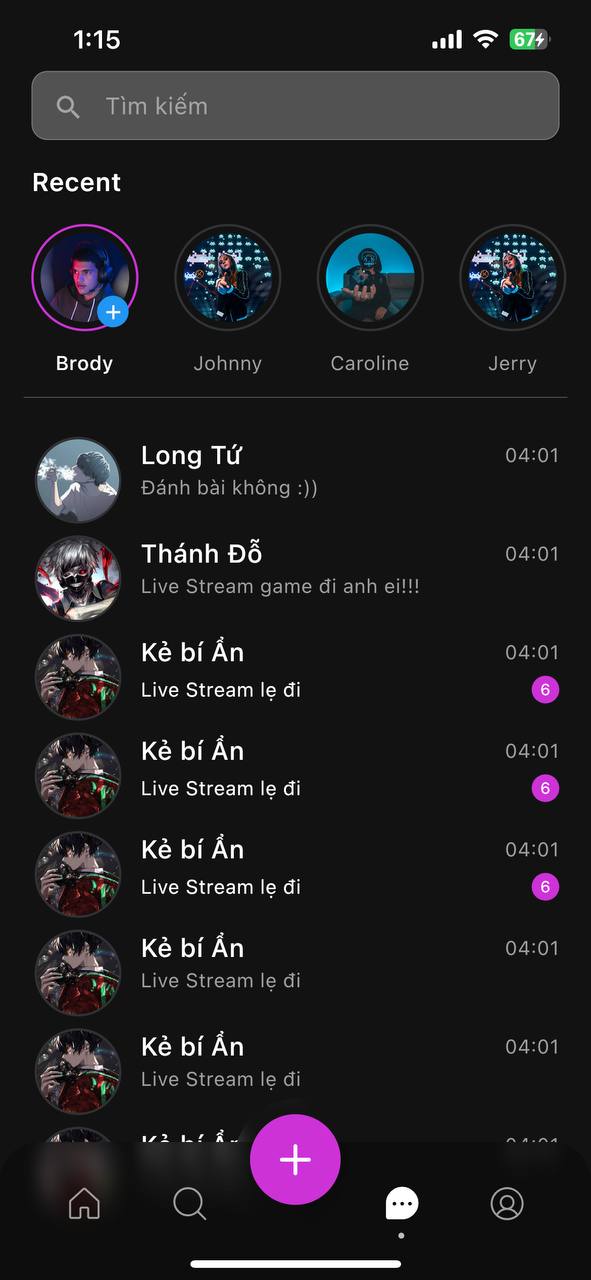 1:15
67
Tìm kiếm
Recent
Brody
Johnny
Caroline
Jerry
Long Tứ
04:01
Đánh bài không :))
Thánh Đỗ
04:01
Live Stream game đi anh ei!!!
Kẻ bí Ẩn
04:01
Live Stream lẹ đi
6
Kẻ bí Ẩn
04:01
Live Stream lẹ đi
6
Kẻ bí Ẩn
04:01
Live Stream lẹ đi
6
Kẻ bí Ẩn
04:01
Live Stream lẹ đi
Kẻ bí Ẩn
04:01
Live Stream lẹ đi